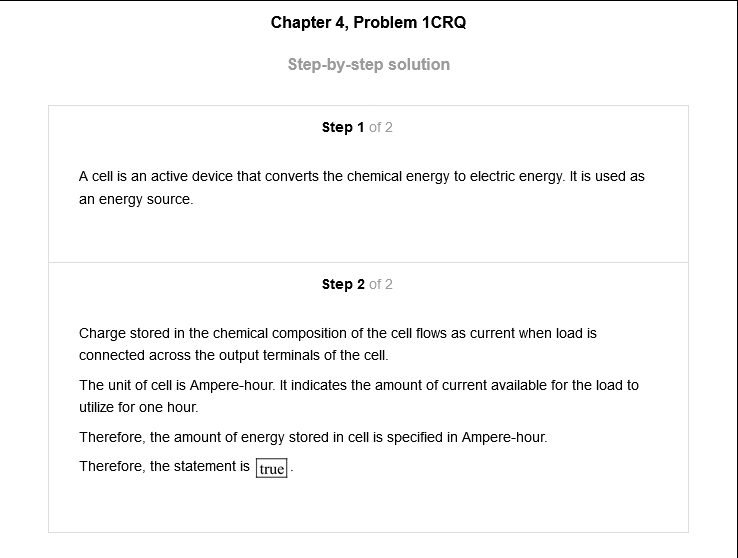 Chapter 4, Problem 1CRQ
Step-by-step solution
Step 1 of 2
A cell is an active device that converts the chemical energy to electric energy. It is used as
an energy source.
Step 2 of 2
Charge stored in the chemical composition of the cell flows as current when load is
connected across the output terminals of the cell.
The unit of cell is Ampere-hour. It indicates the amount of current available for the load to
utilize for one hour.
Therefore, the amount of energy stored in cell is specified in Ampere-hour.
Therefore, the statement is true.